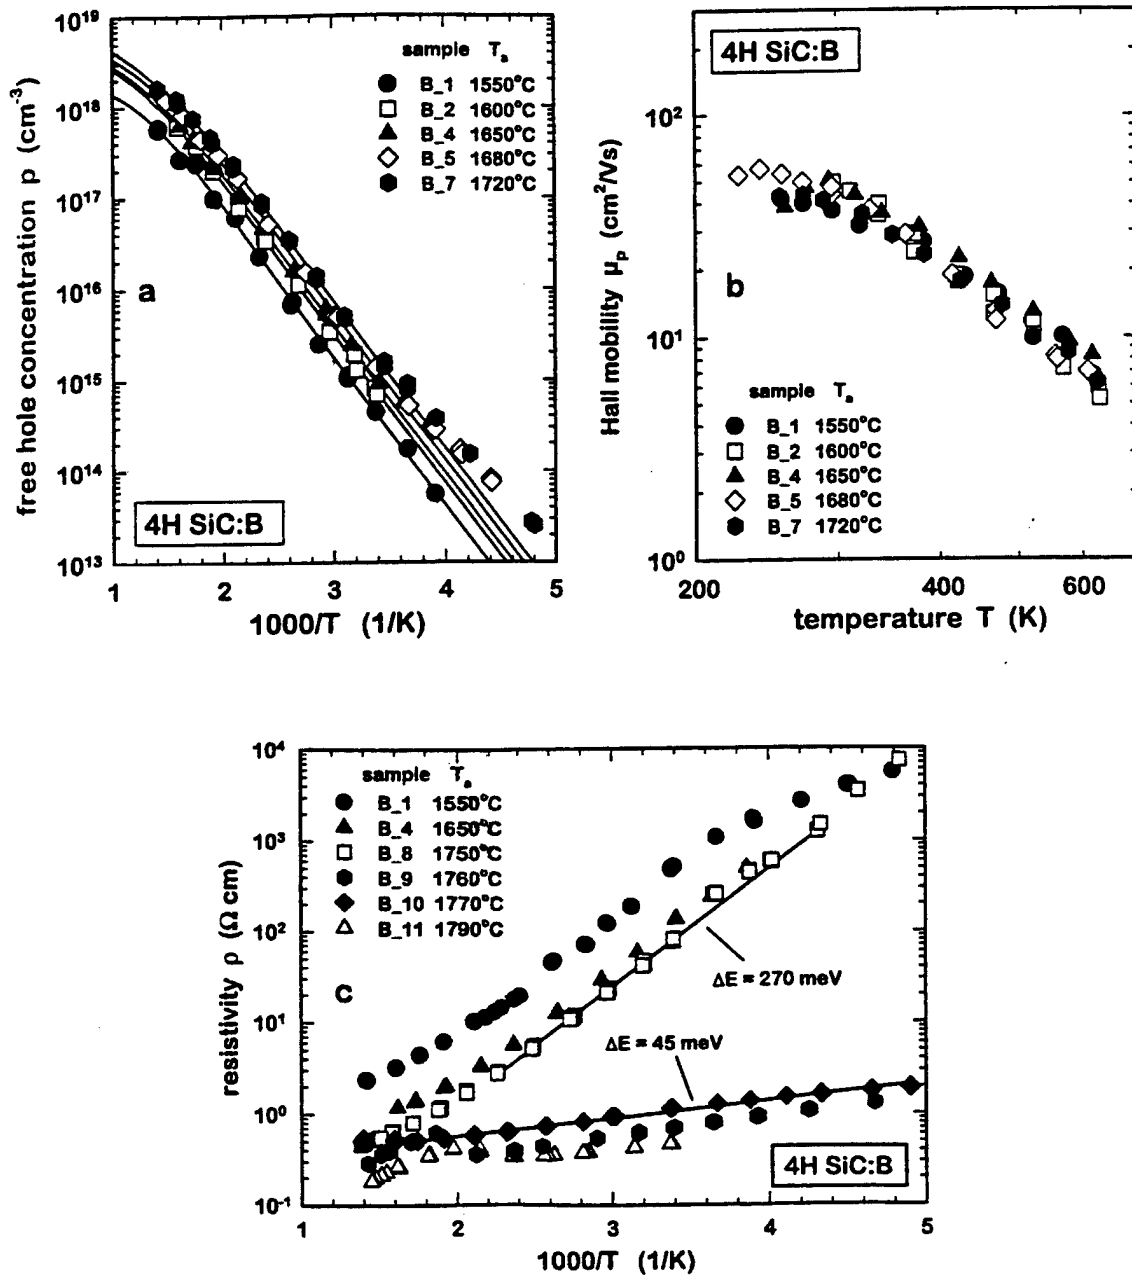 free hole concentration p (cm⁻³)
10¹⁹
10¹⁸
10¹⁷
10¹⁶
10¹⁵
10¹⁴
10¹³
sample Tₐ
B_1 1550°C
B_2 1600°C
B_4 1650°C
B_5 1680°C
B_7 1720°C
a
4H SiC:B
1 2 3 4 5
1000/T (1/K)
Hall mobility μₚ (cm²/Vs)
4H SiC:B
10²
10¹
10⁰
b
sample Tₐ
B_1 1550°C
B_2 1600°C
B_4 1650°C
B_5 1680°C
B_7 1720°C
200 400 600
temperature T (K)
resistivity ρ (Ω cm)
10⁴
10³
10²
10¹
10⁰
10⁻¹
sample Tₐ
B_1 1550°C
B_4 1650°C
B_8 1750°C
B_9 1760°C
B_10 1770°C
B_11 1790°C
c
ΔE = 270 meV
ΔE = 45 meV
4H SiC:B
1 2 3 4 5
1000/T (1/K)